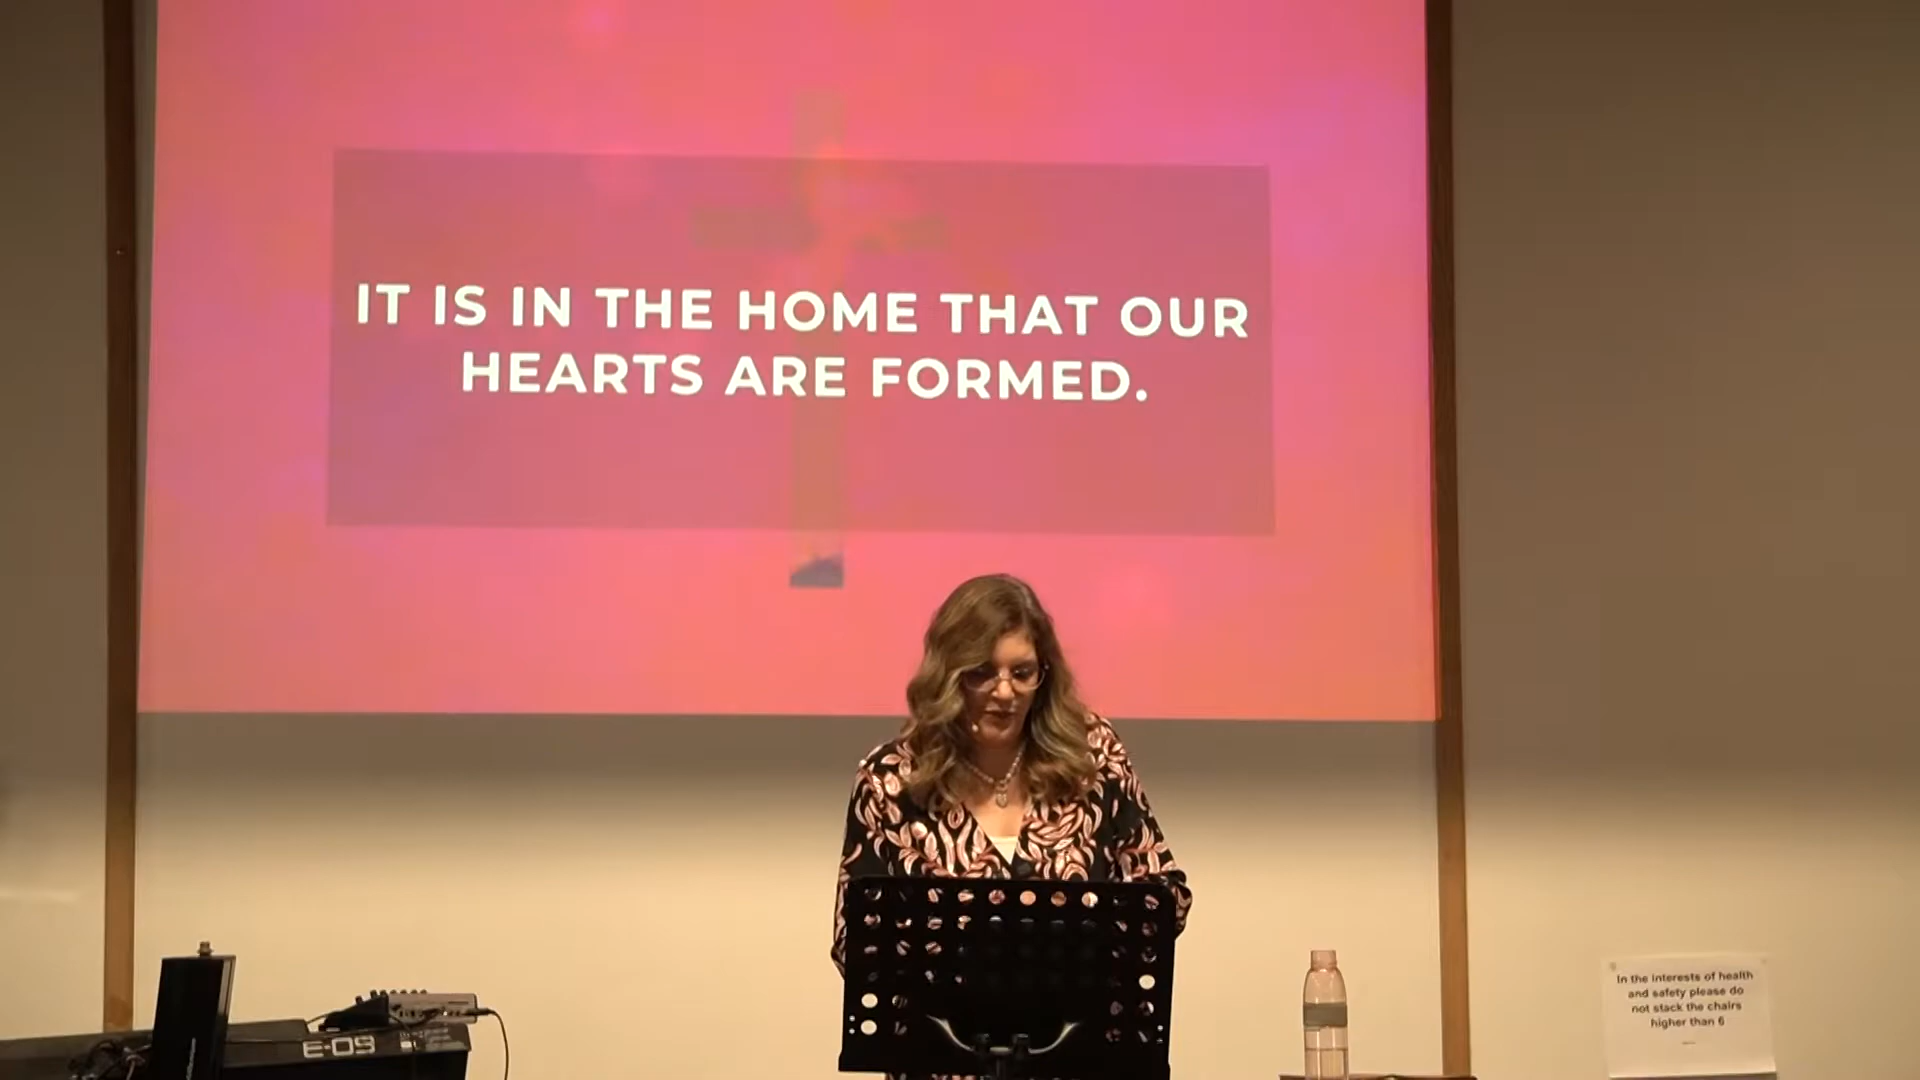 IT IS IN THE HOME THAT OUR
HEARTS ARE FORMED.
E-09
In the interests of health
and safety please do
not stack the chairs
higher than 6